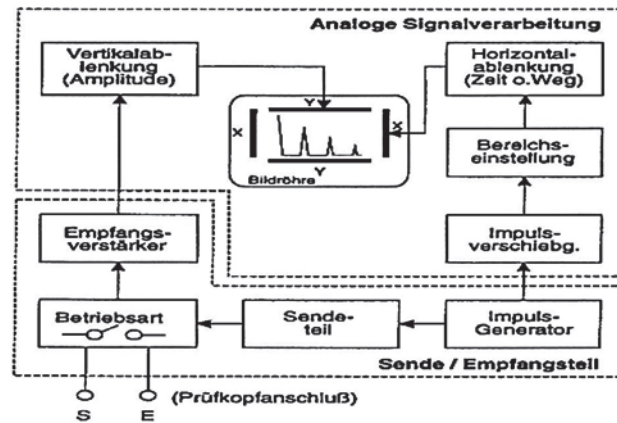 Analoge Signalverarbeitung
Vertikalab-
lenkung
(Amplitude)
Horizontal-
ablenkung
(Zeit o.Weg)
Y
X
X
Y
Bildröhre
Bereichs-
einstellung
Empfangs-
verstärker
Impuls-
verschiebg.
Betriebsart
Sende-
teil
Impuls-
Generator
Sende / Empfangsteil
S
E
(Prüfkopfanschluß)